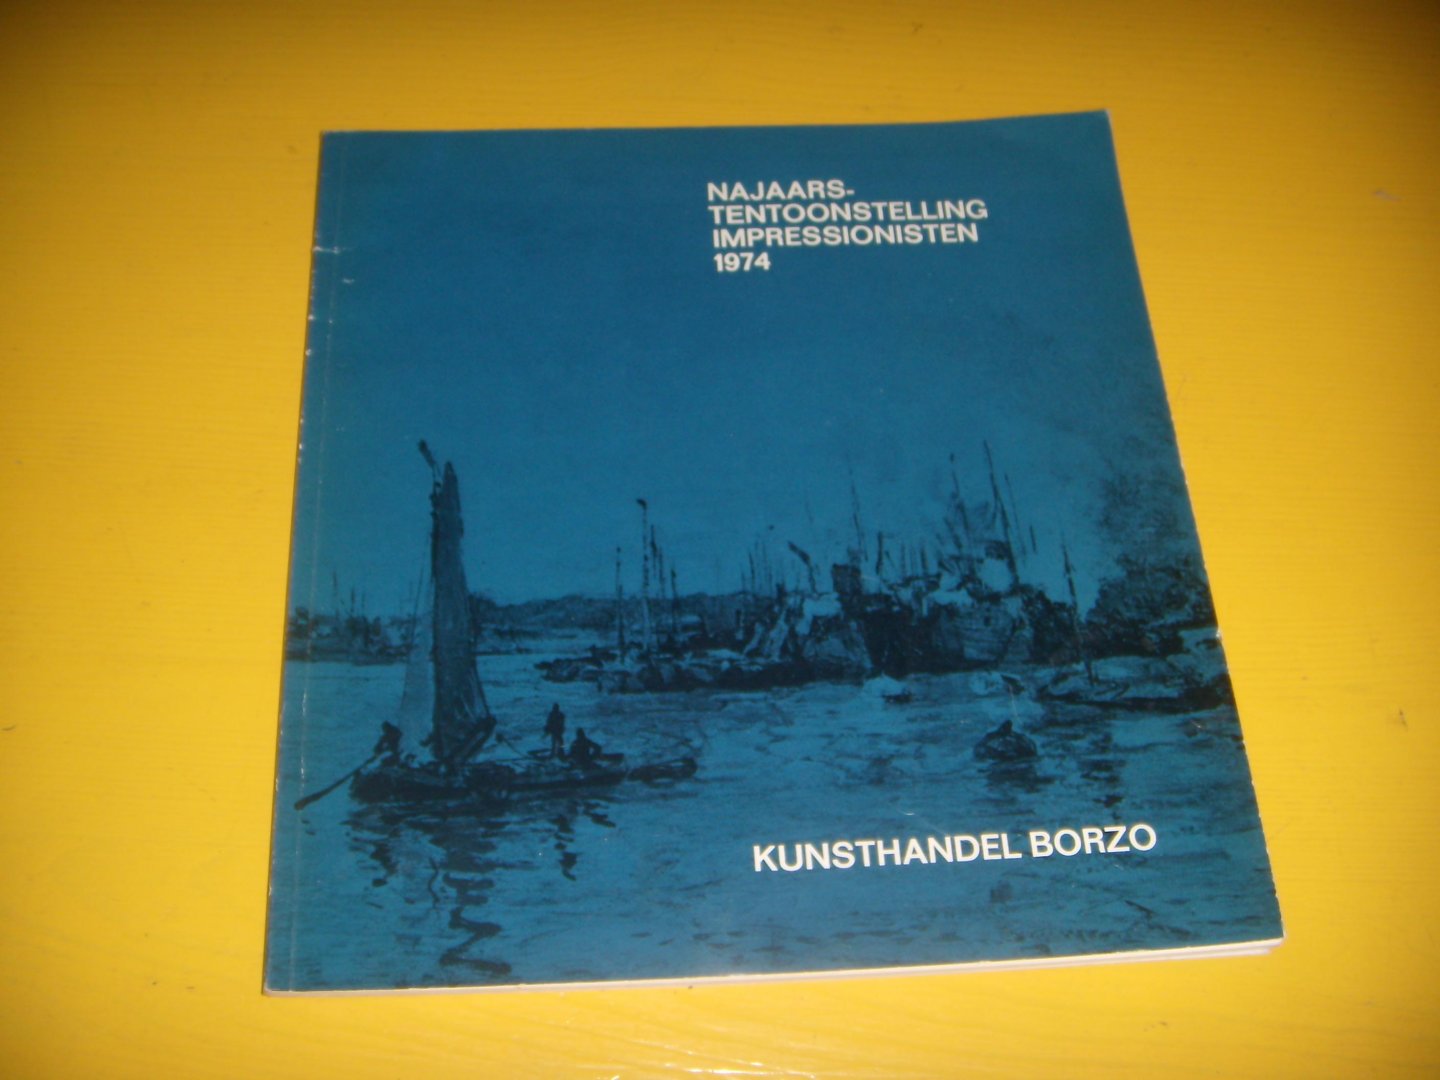 NAJAARS-
TENTOONSTELLING
IMPRESSIONISTEN
1974
KUNSTHANDEL BORZO